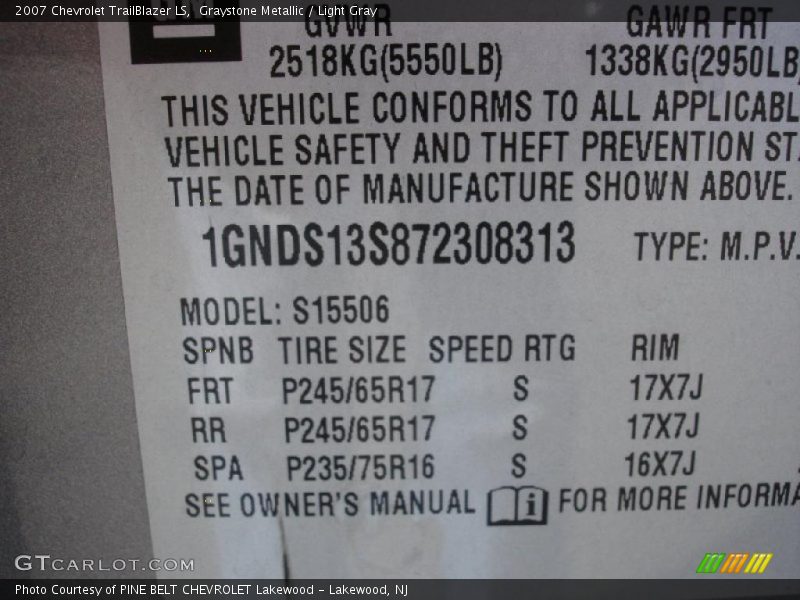 2007 Chevrolet TrailBlazer LS, Graystone Metallic / Light Gray
GVWR GAWR FRT
2518KG(5550LB) 1338KG(2950LB)
THIS VEHICLE CONFORMS TO ALL APPLICABL
VEHICLE SAFETY AND THEFT PREVENTION ST
THE DATE OF MANUFACTURE SHOWN ABOVE.
1GNDS13S872308313 TYPE: M.P.V.
MODEL: S15506
SPNB TIRE SIZE SPEED RTG RIM
FRT P245/65R17 S 17X7J
RR P245/65R17 S 17X7J
SPA P235/75R16 S 16X7J
SEE OWNER'S MANUAL i FOR MORE INFORMA
GTCARLOT.COM
Photo Courtesy of PINE BELT CHEVROLET Lakewood - Lakewood, NJ